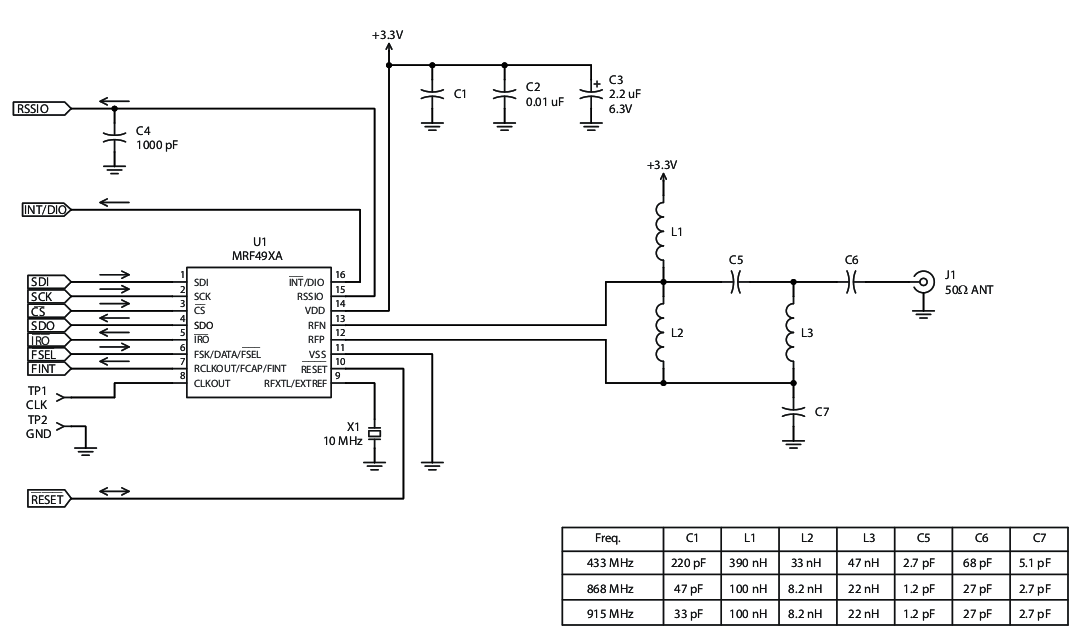 +3.3V
C1
C2
0.01 uF
+
C3
2.2 uF
6.3V
RSSIO
C4
1000 pF
+3.3V
L1
INT/DIO
U1
MRF49XA
C5
C6
J1
50Ω ANT
SDI
SCK
CS
SDO
IRO
FSEL
FINT
1
2
3
4
5
6
7
8
SDI
SCK
CS
SDO
IRO
FSK/DATA/FSEL
RCLKOUT/FCAP/FINT
CLKOUT
INT/DIO
RSSIO
VDD
RFN
RFP
VSS
RESET
RFXTL/EXTREF
16
15
14
13
12
11
10
9
L2
L3
TP1
CLK
TP2
GND
X1
10 MHz
C7
RESET
Freq. C1 L1 L2 L3 C5 C6 C7
433 MHz 220 pF 390 nH 33 nH 47 nH 2.7 pF 68 pF 5.1 pF
868 MHz 47 pF 100 nH 8.2 nH 22 nH 1.2 pF 27 pF 2.7 pF
915 MHz 33 pF 100 nH 8.2 nH 22 nH 1.2 pF 27 pF 2.7 pF